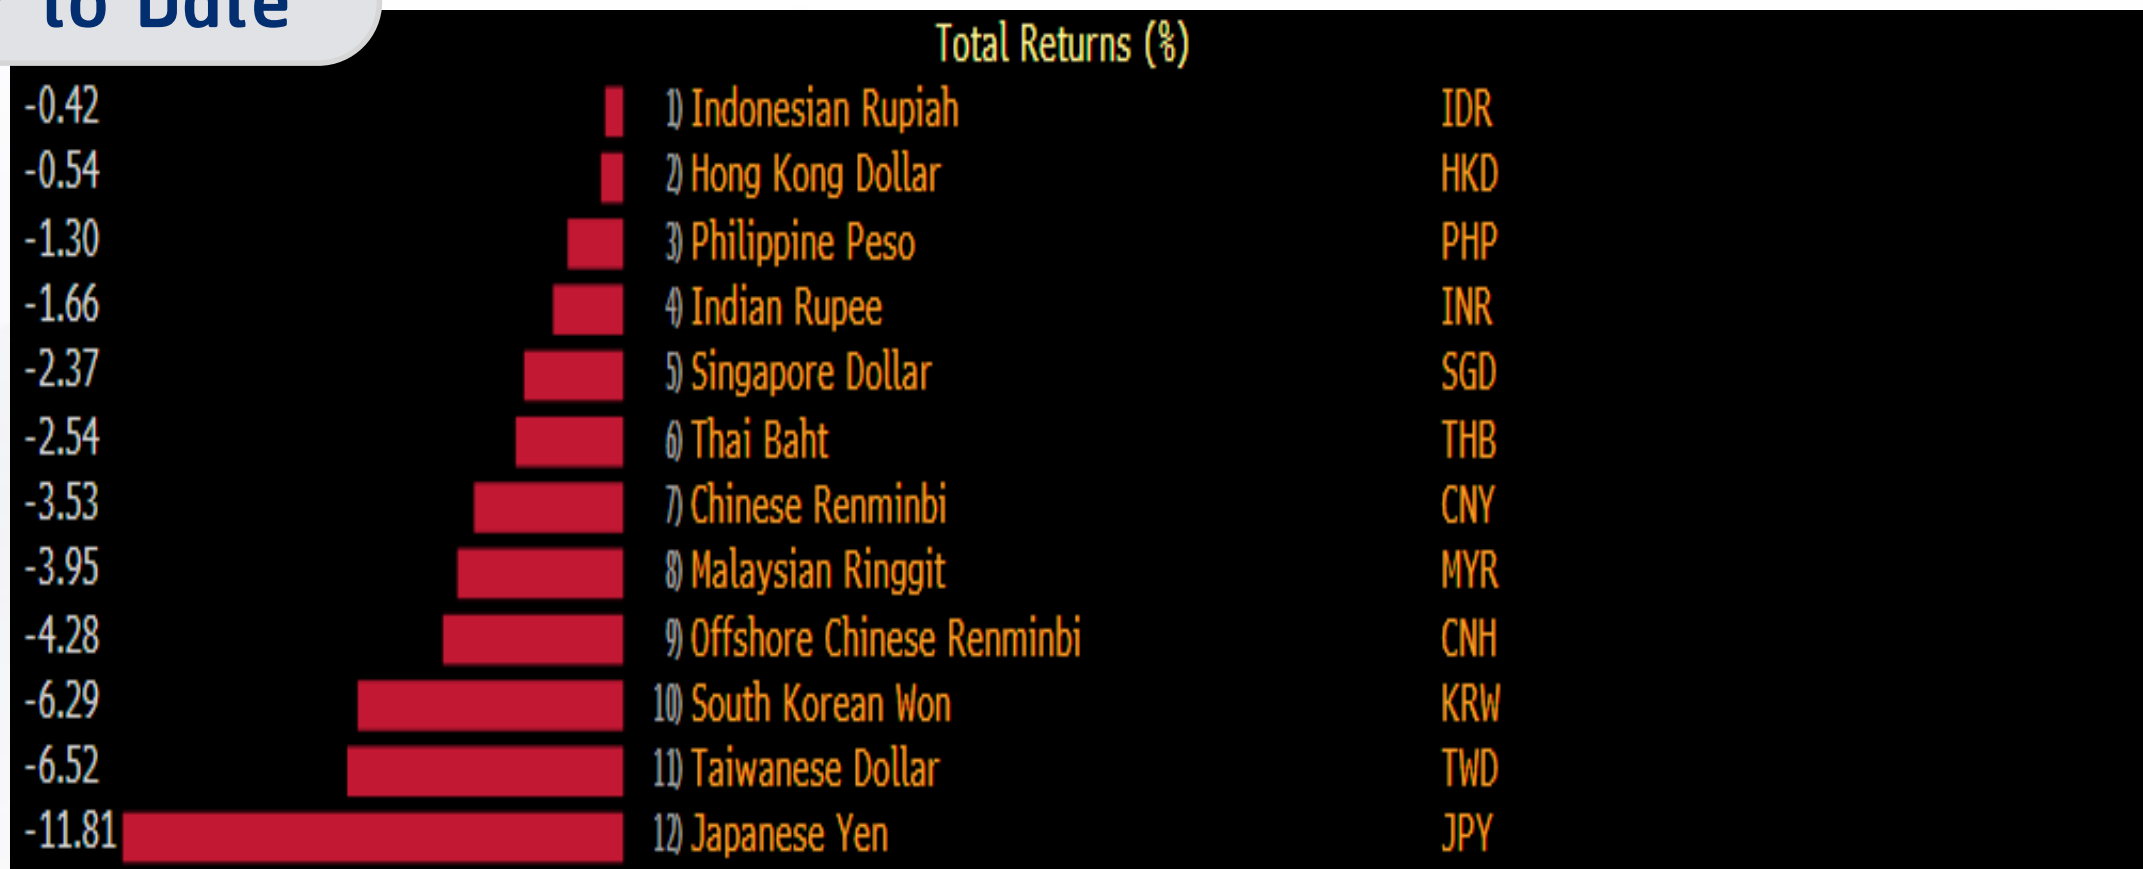 to Date
Total Returns (%)
-0.42 1) Indonesian Rupiah IDR
-0.54 2) Hong Kong Dollar HKD
-1.30 3) Philippine Peso PHP
-1.66 4) Indian Rupee INR
-2.37 5) Singapore Dollar SGD
-2.54 6) Thai Baht THB
-3.53 7) Chinese Renminbi CNY
-3.95 8) Malaysian Ringgit MYR
-4.28 9) Offshore Chinese Renminbi CNH
-6.29 10) South Korean Won KRW
-6.52 11) Taiwanese Dollar TWD
-11.81 12) Japanese Yen JPY